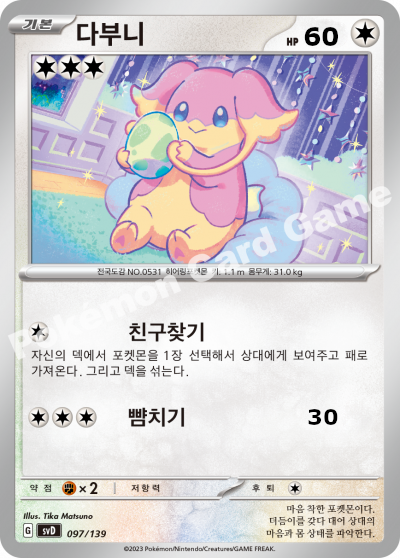 기본
다부니
HP 60
전국도감 NO.0531 히어링포켓몬 키: 1.1 m 몸무게: 31.0 kg
Pokémon Card Game
친구찾기
자신의 덱에서 포켓몬을 1장 선택해서 상대에게 보여주고 패로
가져온다. 그리고 덱을 섞는다.
뺨치기 30
약점 ×2 저항력 후퇴
Illus. Tika Matsuno
G svD 097/139
마음 착한 포켓몬이다.
더듬이를 갖다 대어 상대의
마음과 몸 상태를 파악한다.
©2023 Pokémon/Nintendo/Creatures/GAME FREAK.